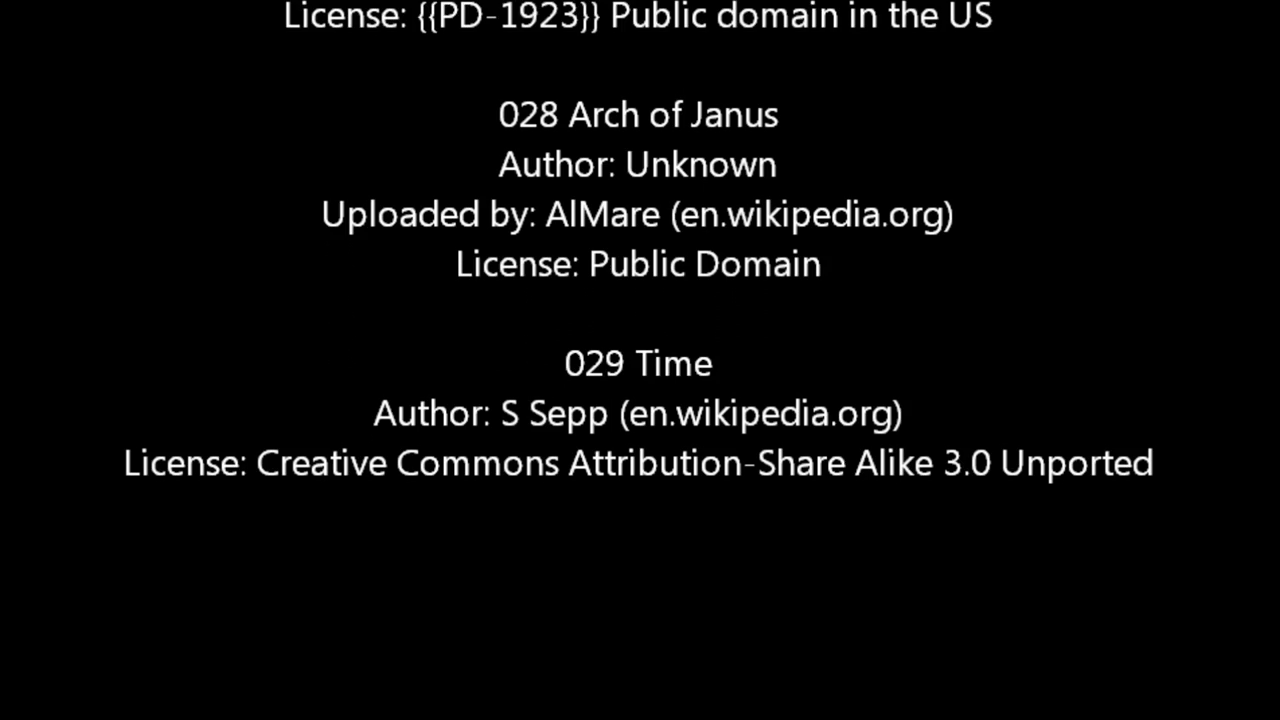 License: {{PD-1923}} Public domain in the US
028 Arch of Janus
Author: Unknown
Uploaded by: AlMare (en.wikipedia.org)
License: Public Domain
029 Time
Author: S Sepp (en.wikipedia.org)
License: Creative Commons Attribution-Share Alike 3.0 Unported